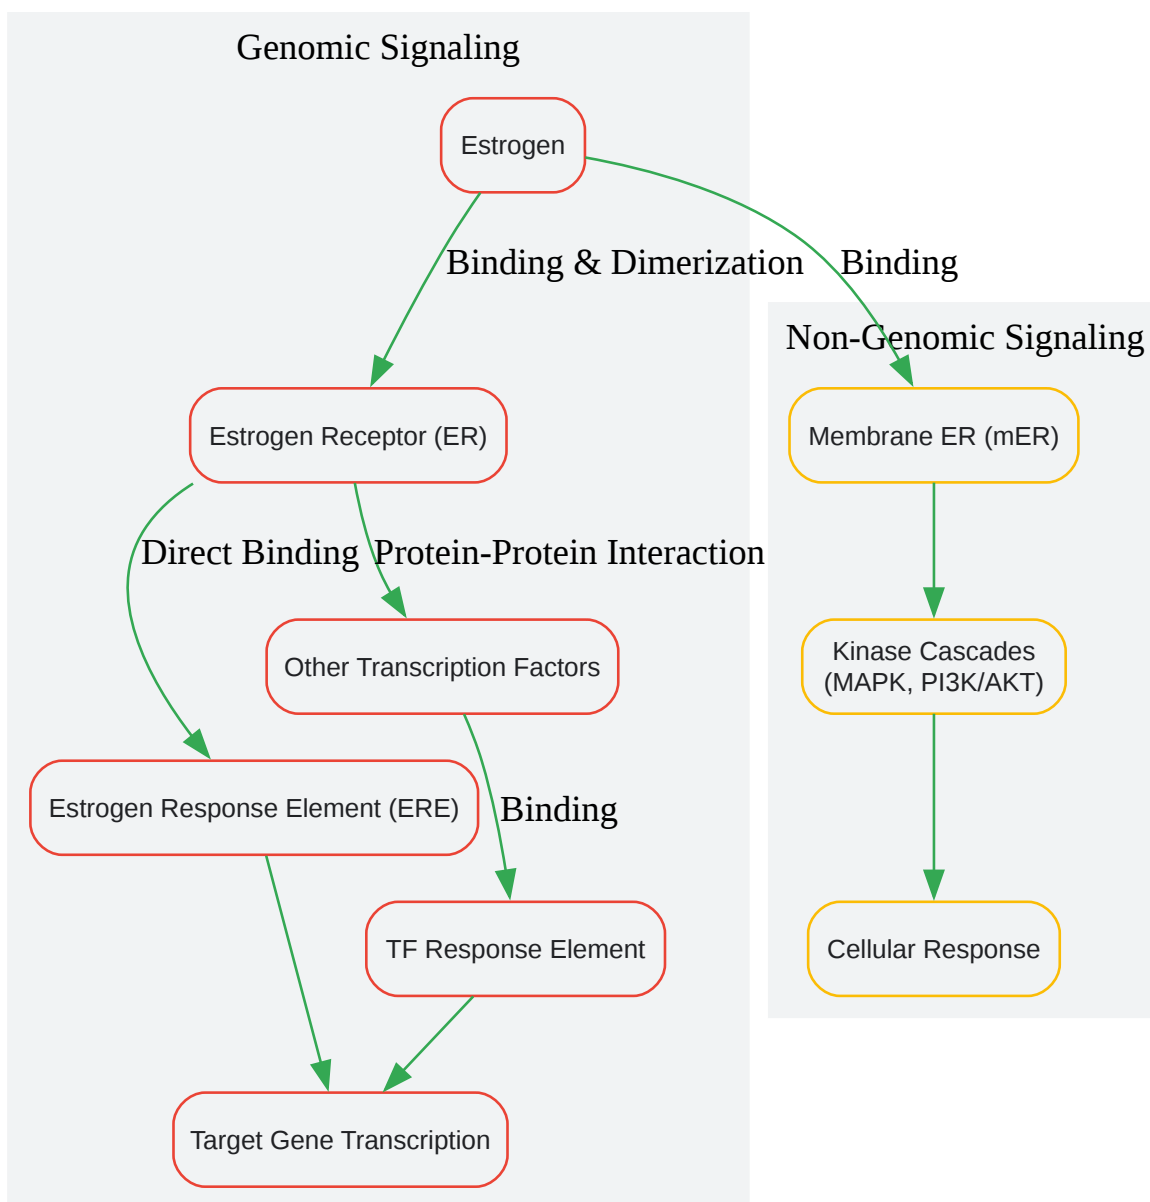 Genomic Signaling
Estrogen
Binding & Dimerization
Binding
Non-Genomic Signaling
Estrogen Receptor (ER)
Membrane ER (mER)
Direct Binding
Protein-Protein Interaction
Other Transcription Factors
Kinase Cascades
(MAPK, PI3K/AKT)
Estrogen Response Element (ERE)
Binding
TF Response Element
Cellular Response
Target Gene Transcription